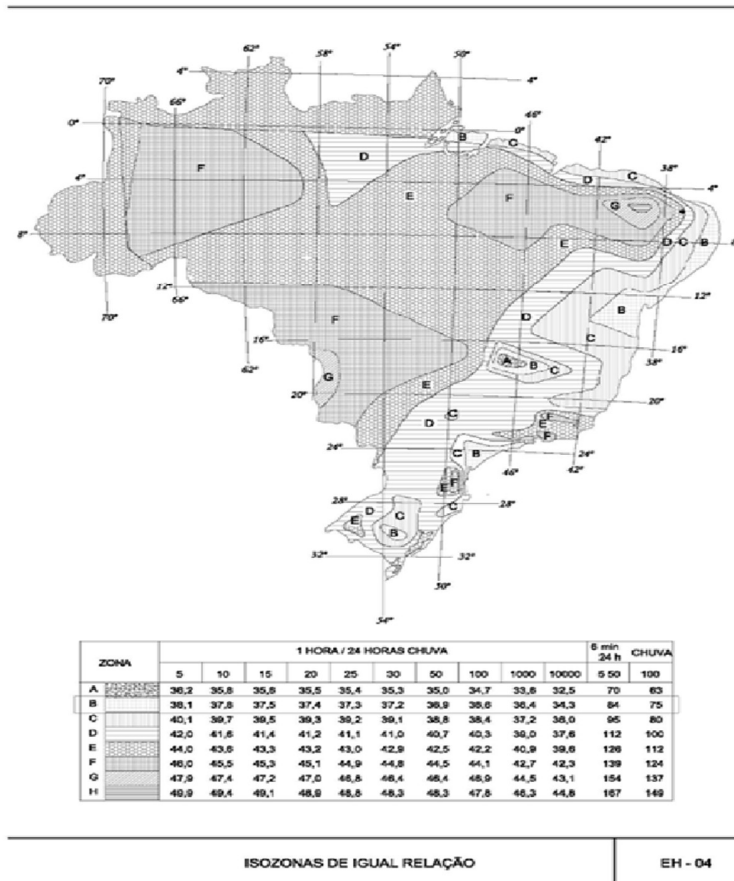 62° 58° 54° 50°
70° 4° 4°
66° 46°
0° B 0° C 42°
D 38°
F D C
4° E F G 4°
8° E D C B 8°
12° 12°
66° F D B
70° C
16° A B C 16°
62° G 38°
20° E 20°
D C F
E
24° C B F 24°
46° 42°
E F
28° D C C 28°
E B
32° 32°
50°
54°
ZONA 1 HORA / 24 HORAS CHUVA 6 min 24 h CHUVA
5 10 15 20 25 30 50 100 1000 10000 5 50 100
A 36,2 35,8 35,6 35,5 35,4 35,3 35,0 34,7 33,6 32,5 70 63
B 38,1 37,8 37,5 37,4 37,3 37,2 36,9 36,6 35,4 34,3 84 75
C 40,1 39,7 39,5 39,3 39,2 39,1 38,8 38,4 37,2 36,0 95 80
D 42,0 41,6 41,4 41,2 41,1 41,0 40,7 40,3 39,0 37,6 112 100
E 44,0 43,6 43,3 43,2 43,0 42,9 42,5 42,2 40,9 39,6 126 112
F 46,0 45,5 45,3 45,1 44,9 44,8 44,5 44,1 42,7 42,3 139 124
G 47,9 47,4 47,2 47,0 46,8 46,4 46,4 45,9 44,5 43,1 154 137
H 49,9 49,4 49,1 48,9 48,8 48,3 48,3 47,8 46,3 44,8 167 149
ISOZONAS DE IGUAL RELAÇÃO EH - 04